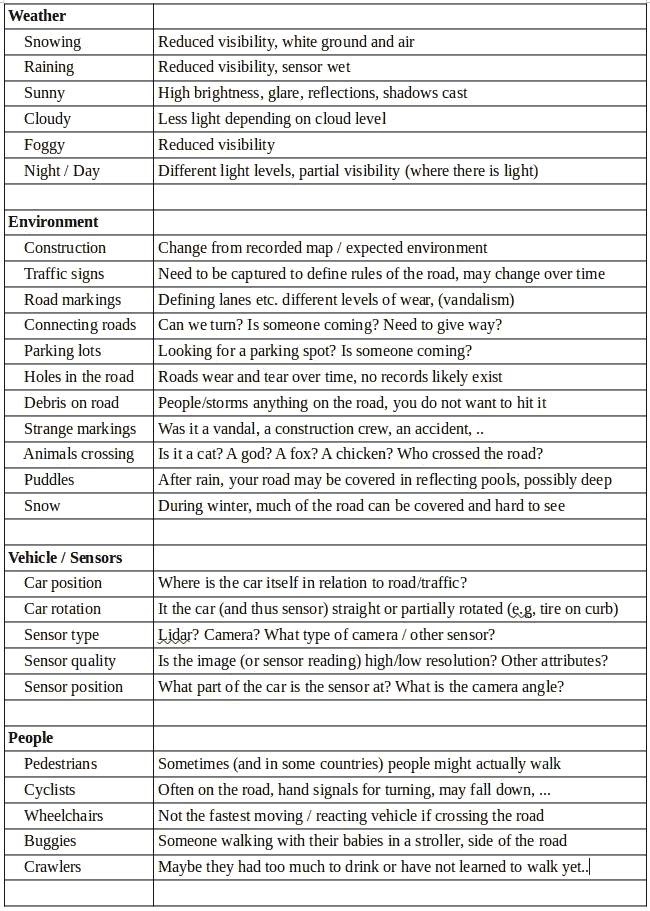 Weather
Snowing Reduced visibility, white ground and air
Raining Reduced visibility, sensor wet
Sunny High brightness, glare, reflections, shadows cast
Cloudy Less light depending on cloud level
Foggy Reduced visibility
Night / Day Different light levels, partial visibility (where there is light)
Environment
Construction Change from recorded map / expected environment
Traffic signs Need to be captured to define rules of the road, may change over time
Road markings Defining lanes etc. different levels of wear, (vandalism)
Connecting roads Can we turn? Is someone coming? Need to give way?
Parking lots Looking for a parking spot? Is someone coming?
Holes in the road Roads wear and tear over time, no records likely exist
Debris on road People/storms anything on the road, you do not want to hit it
Strange markings Was it a vandal, a construction crew, an accident, ..
Animals crossing Is it a cat? A god? A fox? A chicken? Who crossed the road?
Puddles After rain, your road may be covered in reflecting pools, possibly deep
Snow During winter, much of the road can be covered and hard to see
Vehicle / Sensors
Car position Where is the car itself in relation to road/traffic?
Car rotation It the car (and thus sensor) straight or partially rotated (e.g, tire on curb)
Sensor type Lidar? Camera? What type of camera / other sensor?
Sensor quality Is the image (or sensor reading) high/low resolution? Other attributes?
Sensor position What part of the car is the sensor at? What is the camera angle?
People
Pedestrians Sometimes (and in some countries) people might actually walk
Cyclists Often on the road, hand signals for turning, may fall down, ...
Wheelchairs Not the fastest moving / reacting vehicle if crossing the road
Buggies Someone walking with their babies in a stroller, side of the road
Crawlers Maybe they had too much to drink or have not learned to walk yet..